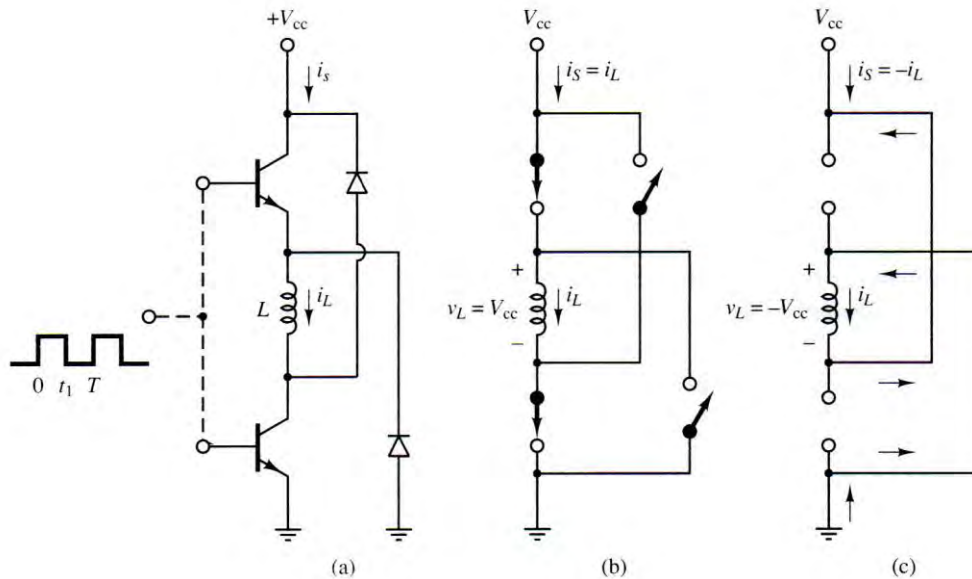 +Vcc
is
L
iL
0 t1 T
(a)
Vcc
iS = iL
+
vL = Vcc
iL
–
(b)
Vcc
iS = –iL
+
vL = –Vcc
iL
–
(c)